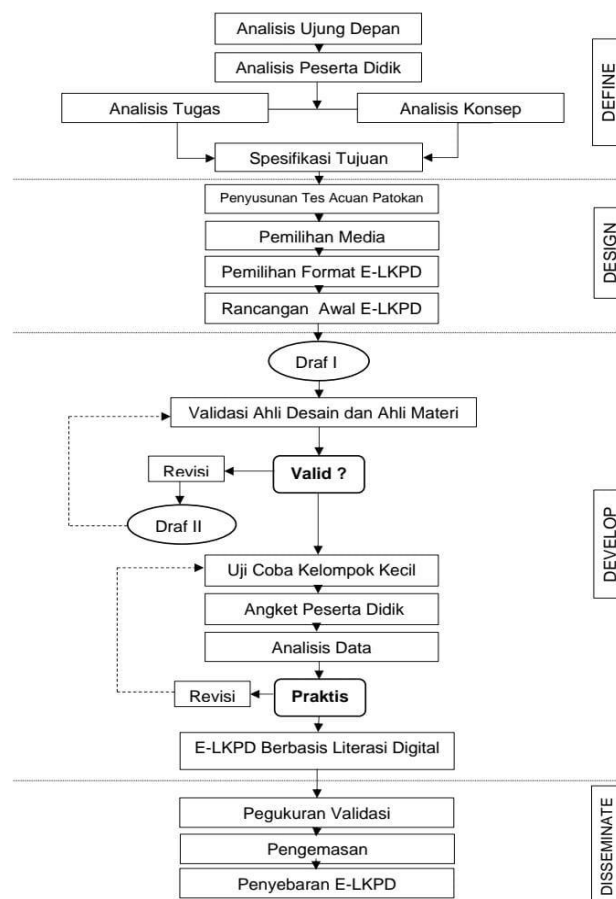 Analisis Ujung Depan
Analisis Peserta Didik
Analisis Tugas
Analisis Konsep
Spesifikasi Tujuan
DEFINE
Penyusunan Tes Acuan Patokan
Pemilihan Media
Pemilihan Format E-LKPD
Rancangan Awal E-LKPD
DESIGN
Draf I
Validasi Ahli Desain dan Ahli Materi
Revisi
Valid ?
Draf II
Uji Coba Kelompok Kecil
Angket Peserta Didik
Analisis Data
Revisi
Praktis
E-LKPD Berbasis Literasi Digital
DEVELOP
Pegukuran Validasi
Pengemasan
Penyebaran E-LKPD
DISSEMINATE